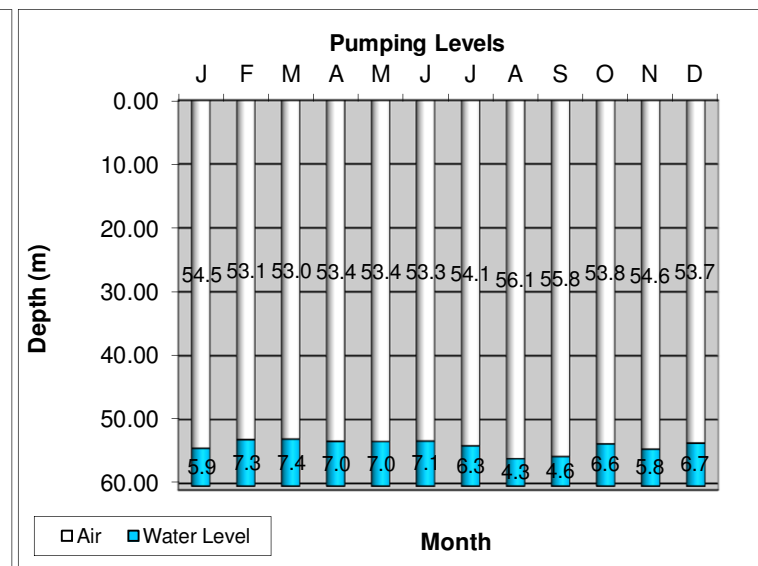 Pumping Levels
J F M A M J J A S O N D
0.00
10.00
20.00
30.00
40.00
50.00
60.00
54.5 53.1 53.0 53.4 53.4 53.3 54.1 56.1 55.8 53.8 54.6 53.7
5.9 7.3 7.4 7.0 7.0 7.1 6.3 4.3 4.6 6.6 5.8 6.7
Depth (m)
Air Water Level
Month